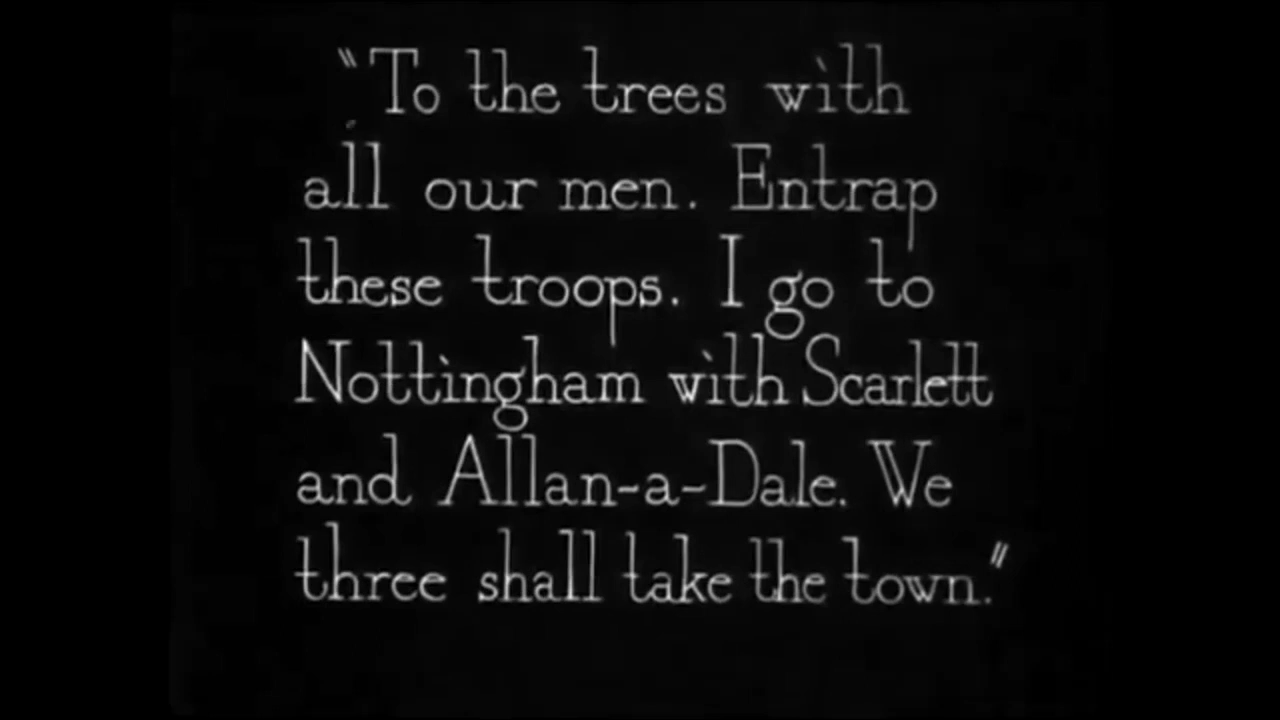 "To the trees with
all our men. Entrap
these troops. I go to
Nottingham with Scarlett
and Allan-a-Dale. We
three shall take the town."